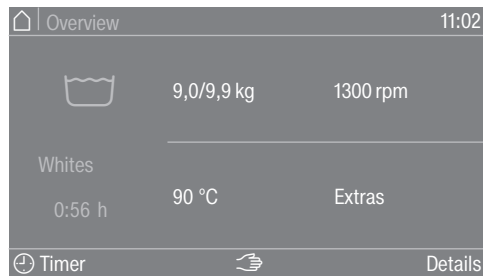 Overview 11:02
9,0/9,9 kg 1300 rpm
Whites
0:56 h
90 °C Extras
Timer Details